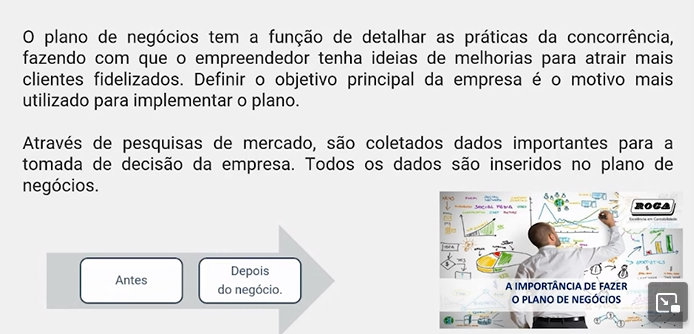 O plano de negócios tem a função de detalhar as práticas da concorrência,
fazendo com que o empreendedor tenha ideias de melhorias para atrair mais
clientes fidelizados. Definir o objetivo principal da empresa é o motivo mais
utilizado para implementar o plano.
Através de pesquisas de mercado, são coletados dados importantes para a
tomada de decisão da empresa. Todos os dados são inseridos no plano de
negócios.
Antes
Depois
do negócio.
SOCIAL MEDIA
ROCA
Excelência em Contabilidade
A IMPORTÂNCIA DE FAZER
O PLANO DE NEGÓCIOS